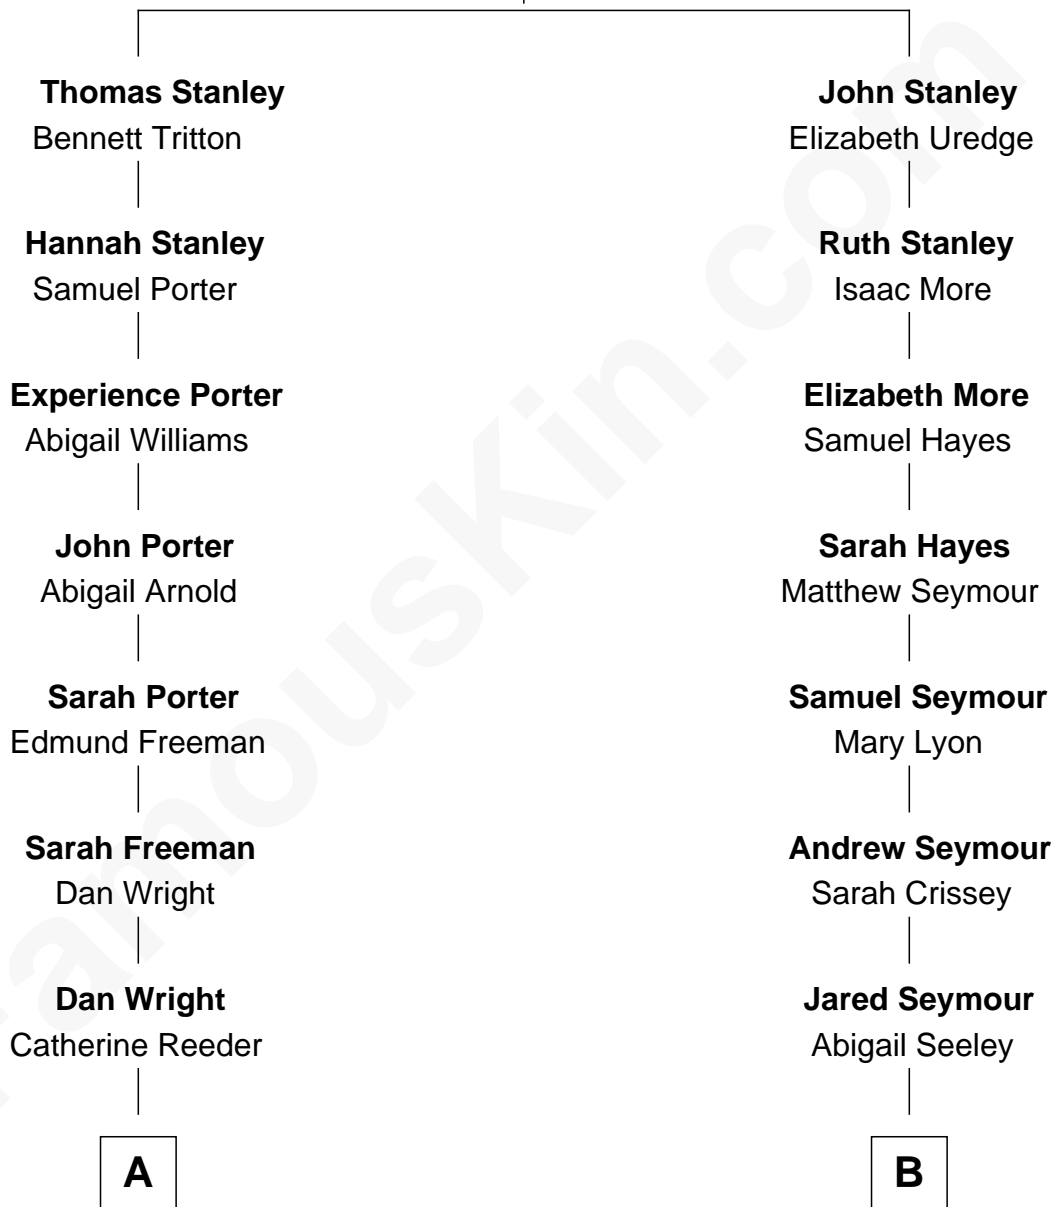 Thomas Stanley
Bennett Tritton
Hannah Stanley
Samuel Porter
Experience Porter
Abigail Williams
John Porter
Abigail Arnold
Sarah Porter
Edmund Freeman
Sarah Freeman
Dan Wright
Dan Wright
Catherine Reeder
A
John Stanley
Elizabeth Uredge
Ruth Stanley
Isaac More
Elizabeth More
Samuel Hayes
Sarah Hayes
Matthew Seymour
Samuel Seymour
Mary Lyon
Andrew Seymour
Sarah Crissey
Jared Seymour
Abigail Seeley
B
FamousKin.com